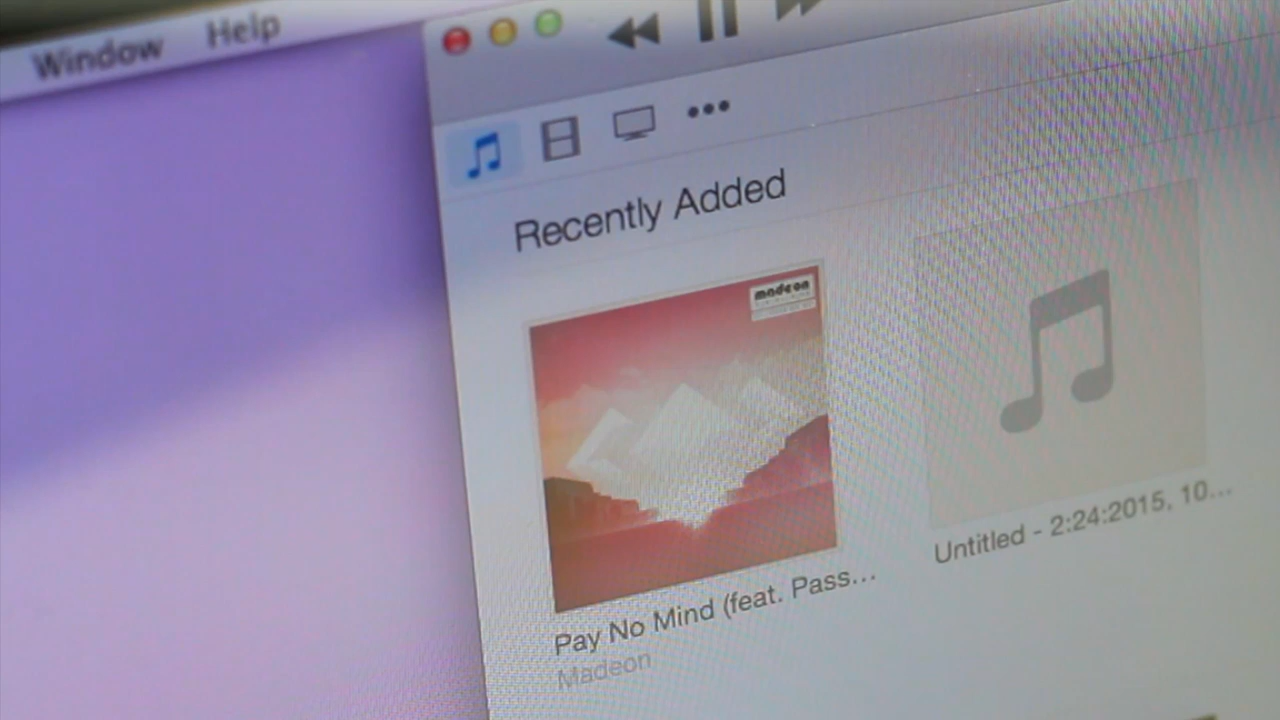 Window Help
Recently Added
madeon
Pay No Mind (feat. Pass...
Madeon
Untitled - 2:24:2015, 10...